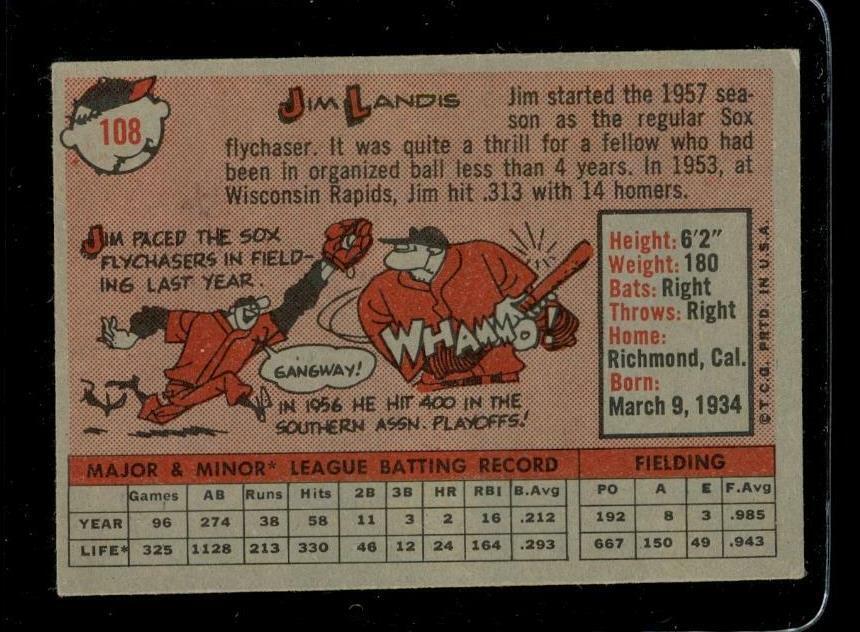 108
JIM LANDIS
Jim started the 1957 sea-
son as the regular Sox
flychaser. It was quite a thrill for a fellow who had
been in organized ball less than 4 years. In 1953, at
Wisconsin Rapids, Jim hit .313 with 14 homers.
JIM PACED THE SOX
FLYCHASERS IN FIELD-
ING LAST YEAR.
GANGWAY!
WHAMMO!
IN 1956 HE HIT 400 IN THE
SOUTHERN ASSN. PLAYOFFS!
Height: 6'2"
Weight: 180
Bats: Right
Throws: Right
Home:
Richmond, Cal.
Born:
March 9, 1934
© T.C.G. PRTD. IN U.S.A.
MAJOR & MINOR* LEAGUE BATTING RECORD FIELDING
Games AB Runs Hits 2B 3B HR RBI B.Avg PO A E F.Avg
YEAR 96 274 38 58 11 3 2 16 .212 192 8 3 .985
LIFE* 325 1128 213 330 46 12 24 164 .293 667 150 49 .943